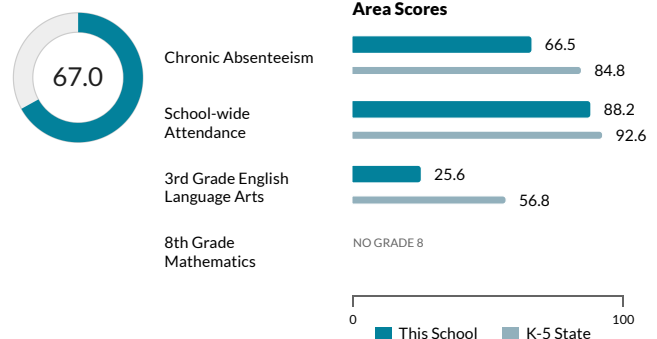 Area Scores
67.0
Chronic Absenteeism
66.5
84.8
School-wide
Attendance
88.2
92.6
3rd Grade English
Language Arts
25.6
56.8
8th Grade
Mathematics
NO GRADE 8
0
100
This School
K-5 State